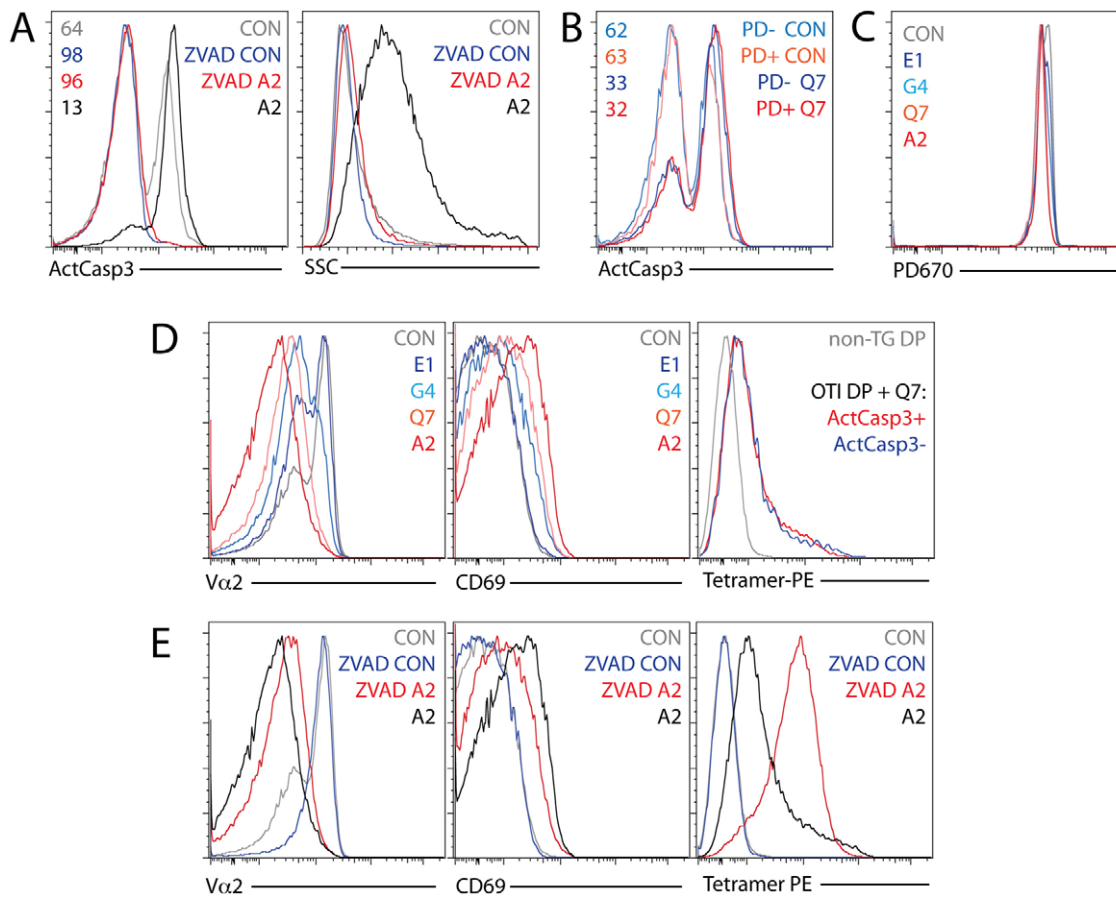 A
64
98
96
13
CON
ZVAD CON
ZVAD A2
A2
ActCasp3
CON
ZVAD CON
ZVAD A2
A2
SSC
B
62
63
33
32
PD- CON
PD+ CON
PD- Q7
PD+ Q7
ActCasp3
C
CON
E1
G4
Q7
A2
PD670
D
CON
E1
G4
Q7
A2
Vα2
CON
E1
G4
Q7
A2
CD69
non-TG DP
OTI DP + Q7:
ActCasp3+
ActCasp3-
Tetramer-PE
E
CON
ZVAD CON
ZVAD A2
A2
Vα2
CON
ZVAD CON
ZVAD A2
A2
CD69
CON
ZVAD CON
ZVAD A2
A2
Tetramer PE